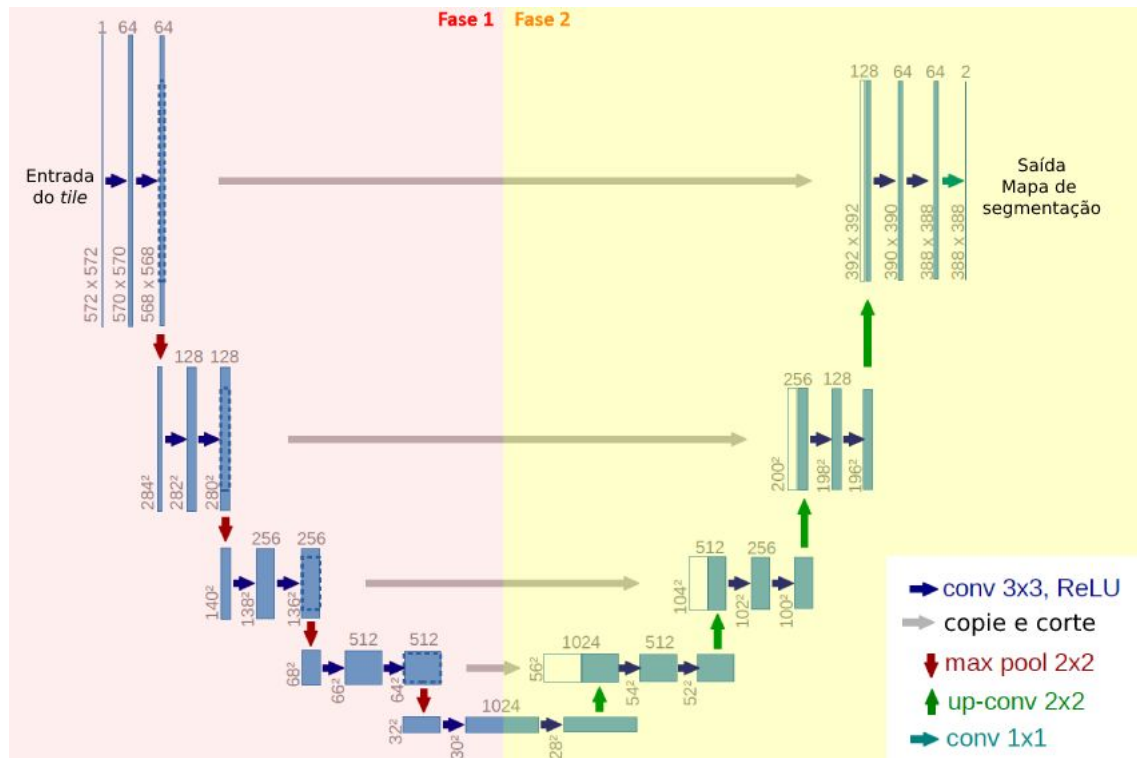 Fase 1 Fase 2
1 64 64
128 64 64 2
Entrada
do tile
Saída
Mapa de
segmentação
572 x 572
570 x 570
568 x 568
392 x 392
390 x 390
388 x 388
388 x 388
128 128
256 128
284²
282²
280²
200²
198²
196²
256 256
512 256
140²
138²
136²
104²
102²
100²
512 512
1024 512
68²
66²
64²
56²
54²
52²
1024
32²
30²
28²
conv 3x3, ReLU
copie e corte
max pool 2x2
up-conv 2x2
conv 1x1